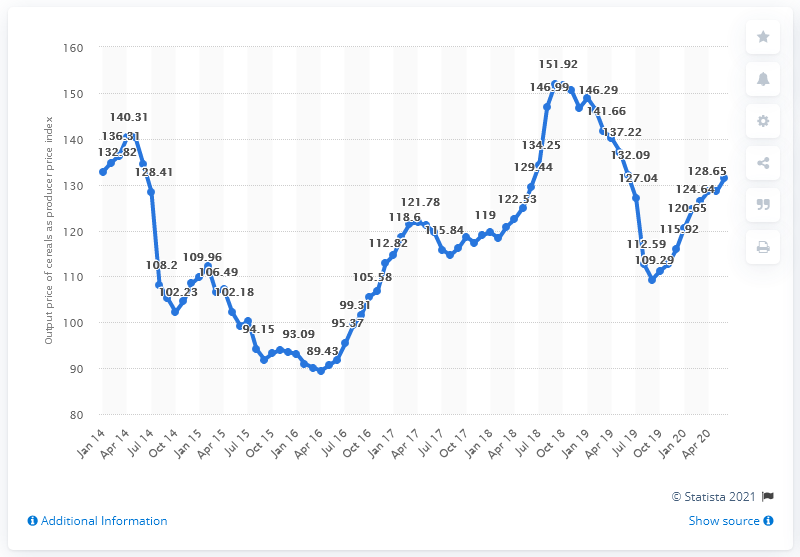 Output price of cereals as producer price index
160
150
140
130
120
110
100
90
80
132.82
136.31
140.31
128.41
108.2
102.23
109.96
106.49
102.18
94.15
93.09
89.43
95.37
99.31
105.58
112.82
118.6
121.78
115.84
119
122.53
129.44
134.25
146.99
151.92
146.29
141.66
137.22
132.09
127.04
112.59
109.29
115.92
120.65
124.64
128.65
Jan 14
Apr 14
Jul 14
Oct 14
Jan 15
Apr 15
Jul 15
Oct 15
Jan 16
Apr 16
Jul 16
Oct 16
Jan 17
Apr 17
Jul 17
Oct 17
Jan 18
Apr 18
Jul 18
Oct 18
Jan 19
Apr 19
Jul 19
Oct 19
Jan 20
Apr 20
© Statista 2021
Additional Information
Show source